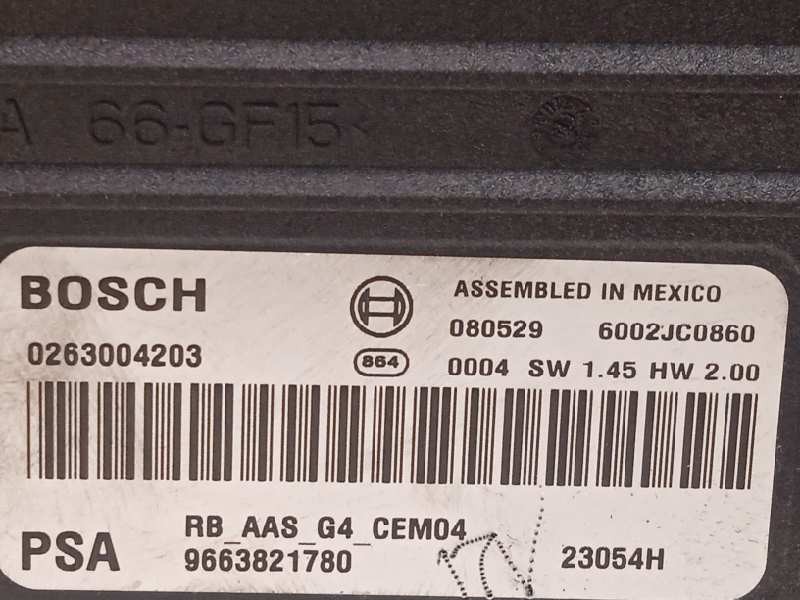 A 66-GF15<
BOSCH
ASSEMBLED IN MEXICO
080529 6002JC0860
0263004203
864
0004 SW 1.45 HW 2.00
PSA
RB_AAS_G4_CEM04
9663821780
23054H